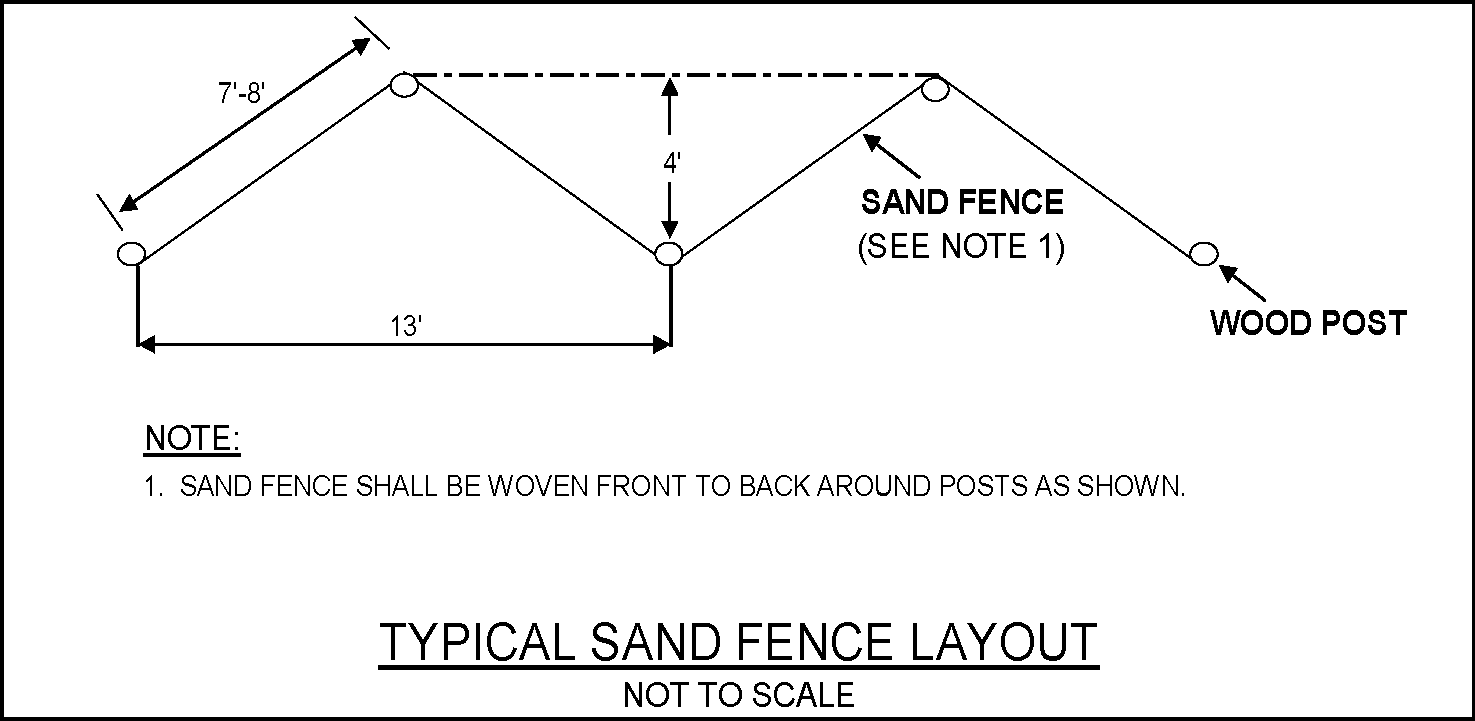 7'-8'
4'
SAND FENCE
(SEE NOTE 1)
WOOD POST
13'
NOTE:
1. SAND FENCE SHALL BE WOVEN FRONT TO BACK AROUND POSTS AS SHOWN.
TYPICAL SAND FENCE LAYOUT
NOT TO SCALE